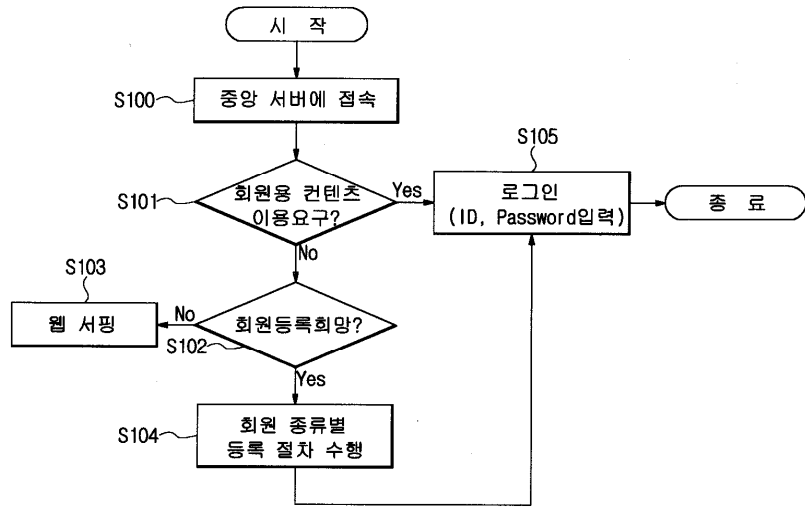 시 작
S100
중앙 서버에 접속
S101
회원용 컨텐츠
이용요구?
Yes
S105
로그인
(ID, Password입력)
종 료
No
S103
웹 서핑
No
S102
회원등록희망?
Yes
S104
회원 종류별
등록 절차 수행